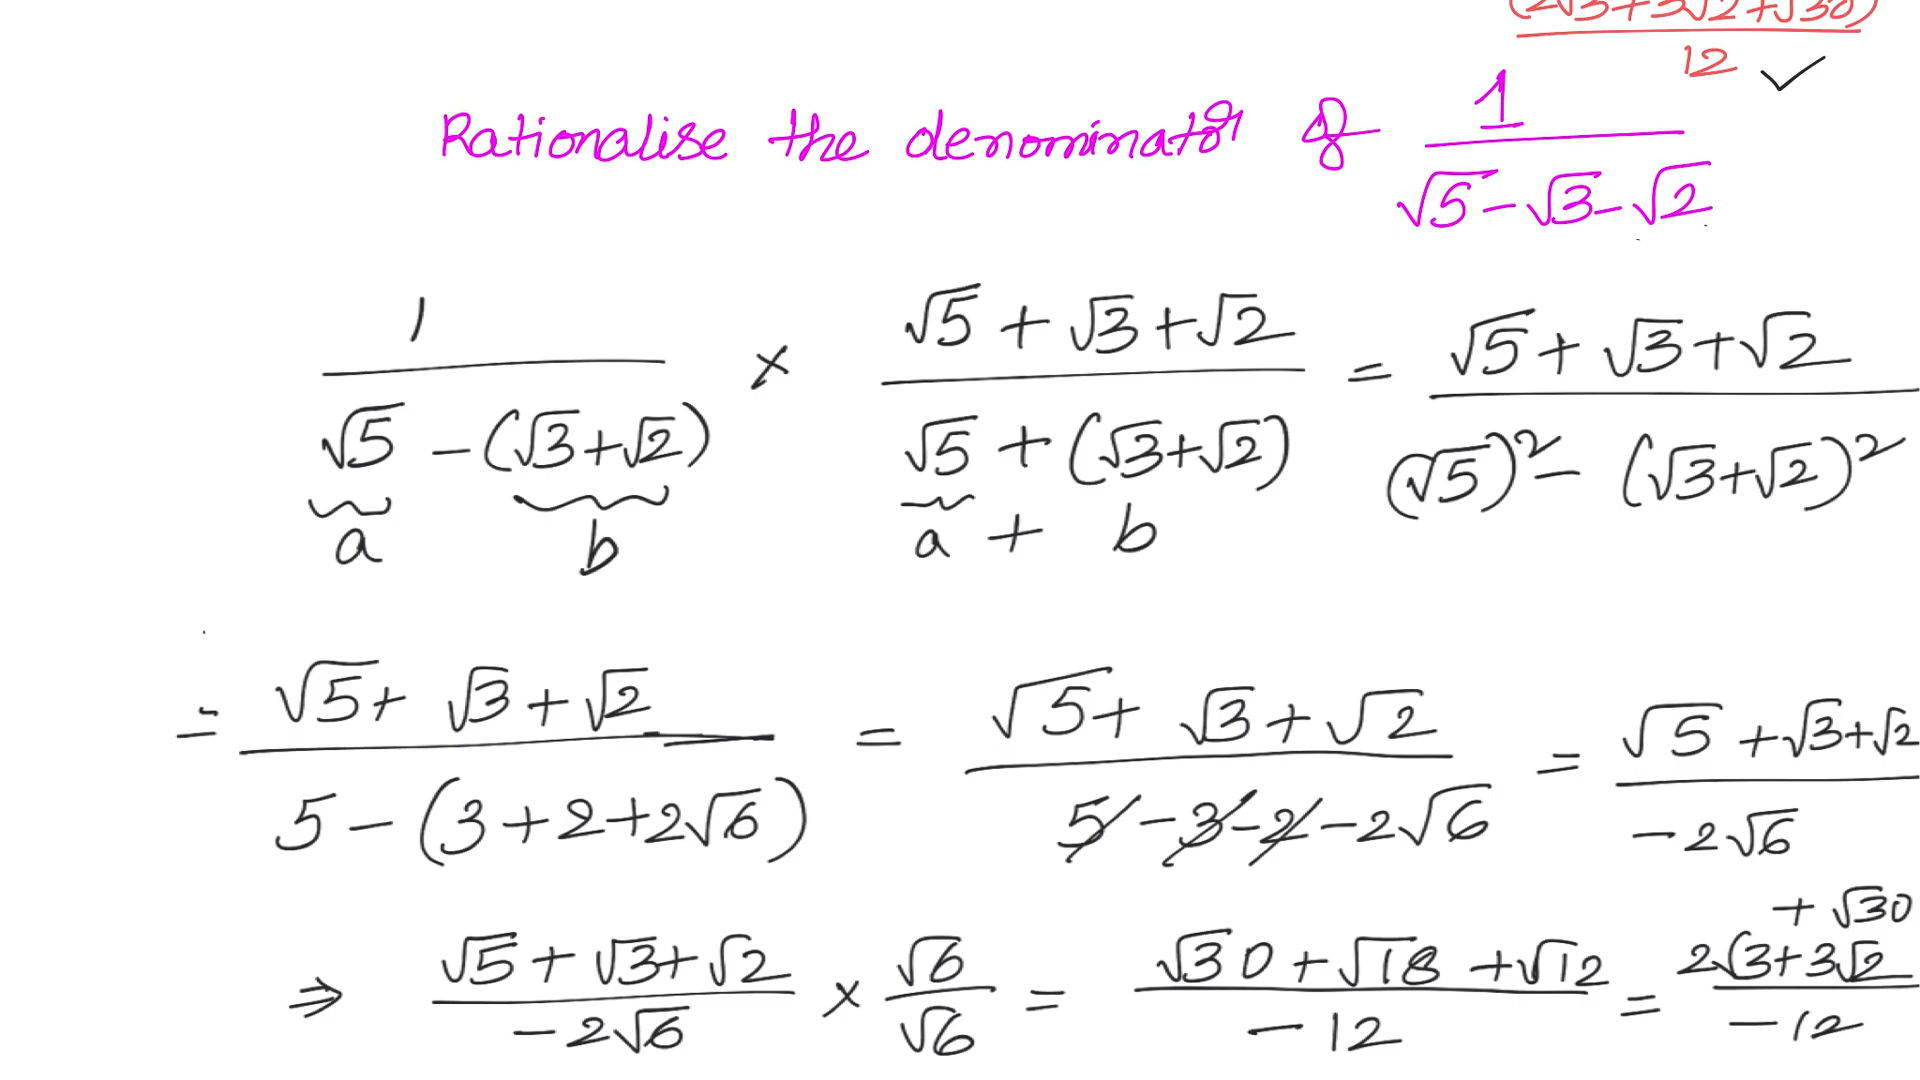 (2√3+3√2+√30)
12 ✓
Rationalise the denominator of 1/(√5-√3-√2)
1/(√5 -(√3+√2)) × (√5 + √3+√2)/(√5 + (√3+√2)) = (√5+ √3+√2)/((√5)²- (√3+√2)²)
a b a + b
= (√5+ √3+√2)/(5-(3+2+2√6)) = (√5+ √3+√2)/(5-3-2-2√6) = (√5 +√3+√2)/(-2√6)
+ √30
⇒ (√5+√3+√2)/(-2√6) × √6/√6 = (√30+√18 +√12)/(-12) = (2√3+3√2)/(-12)